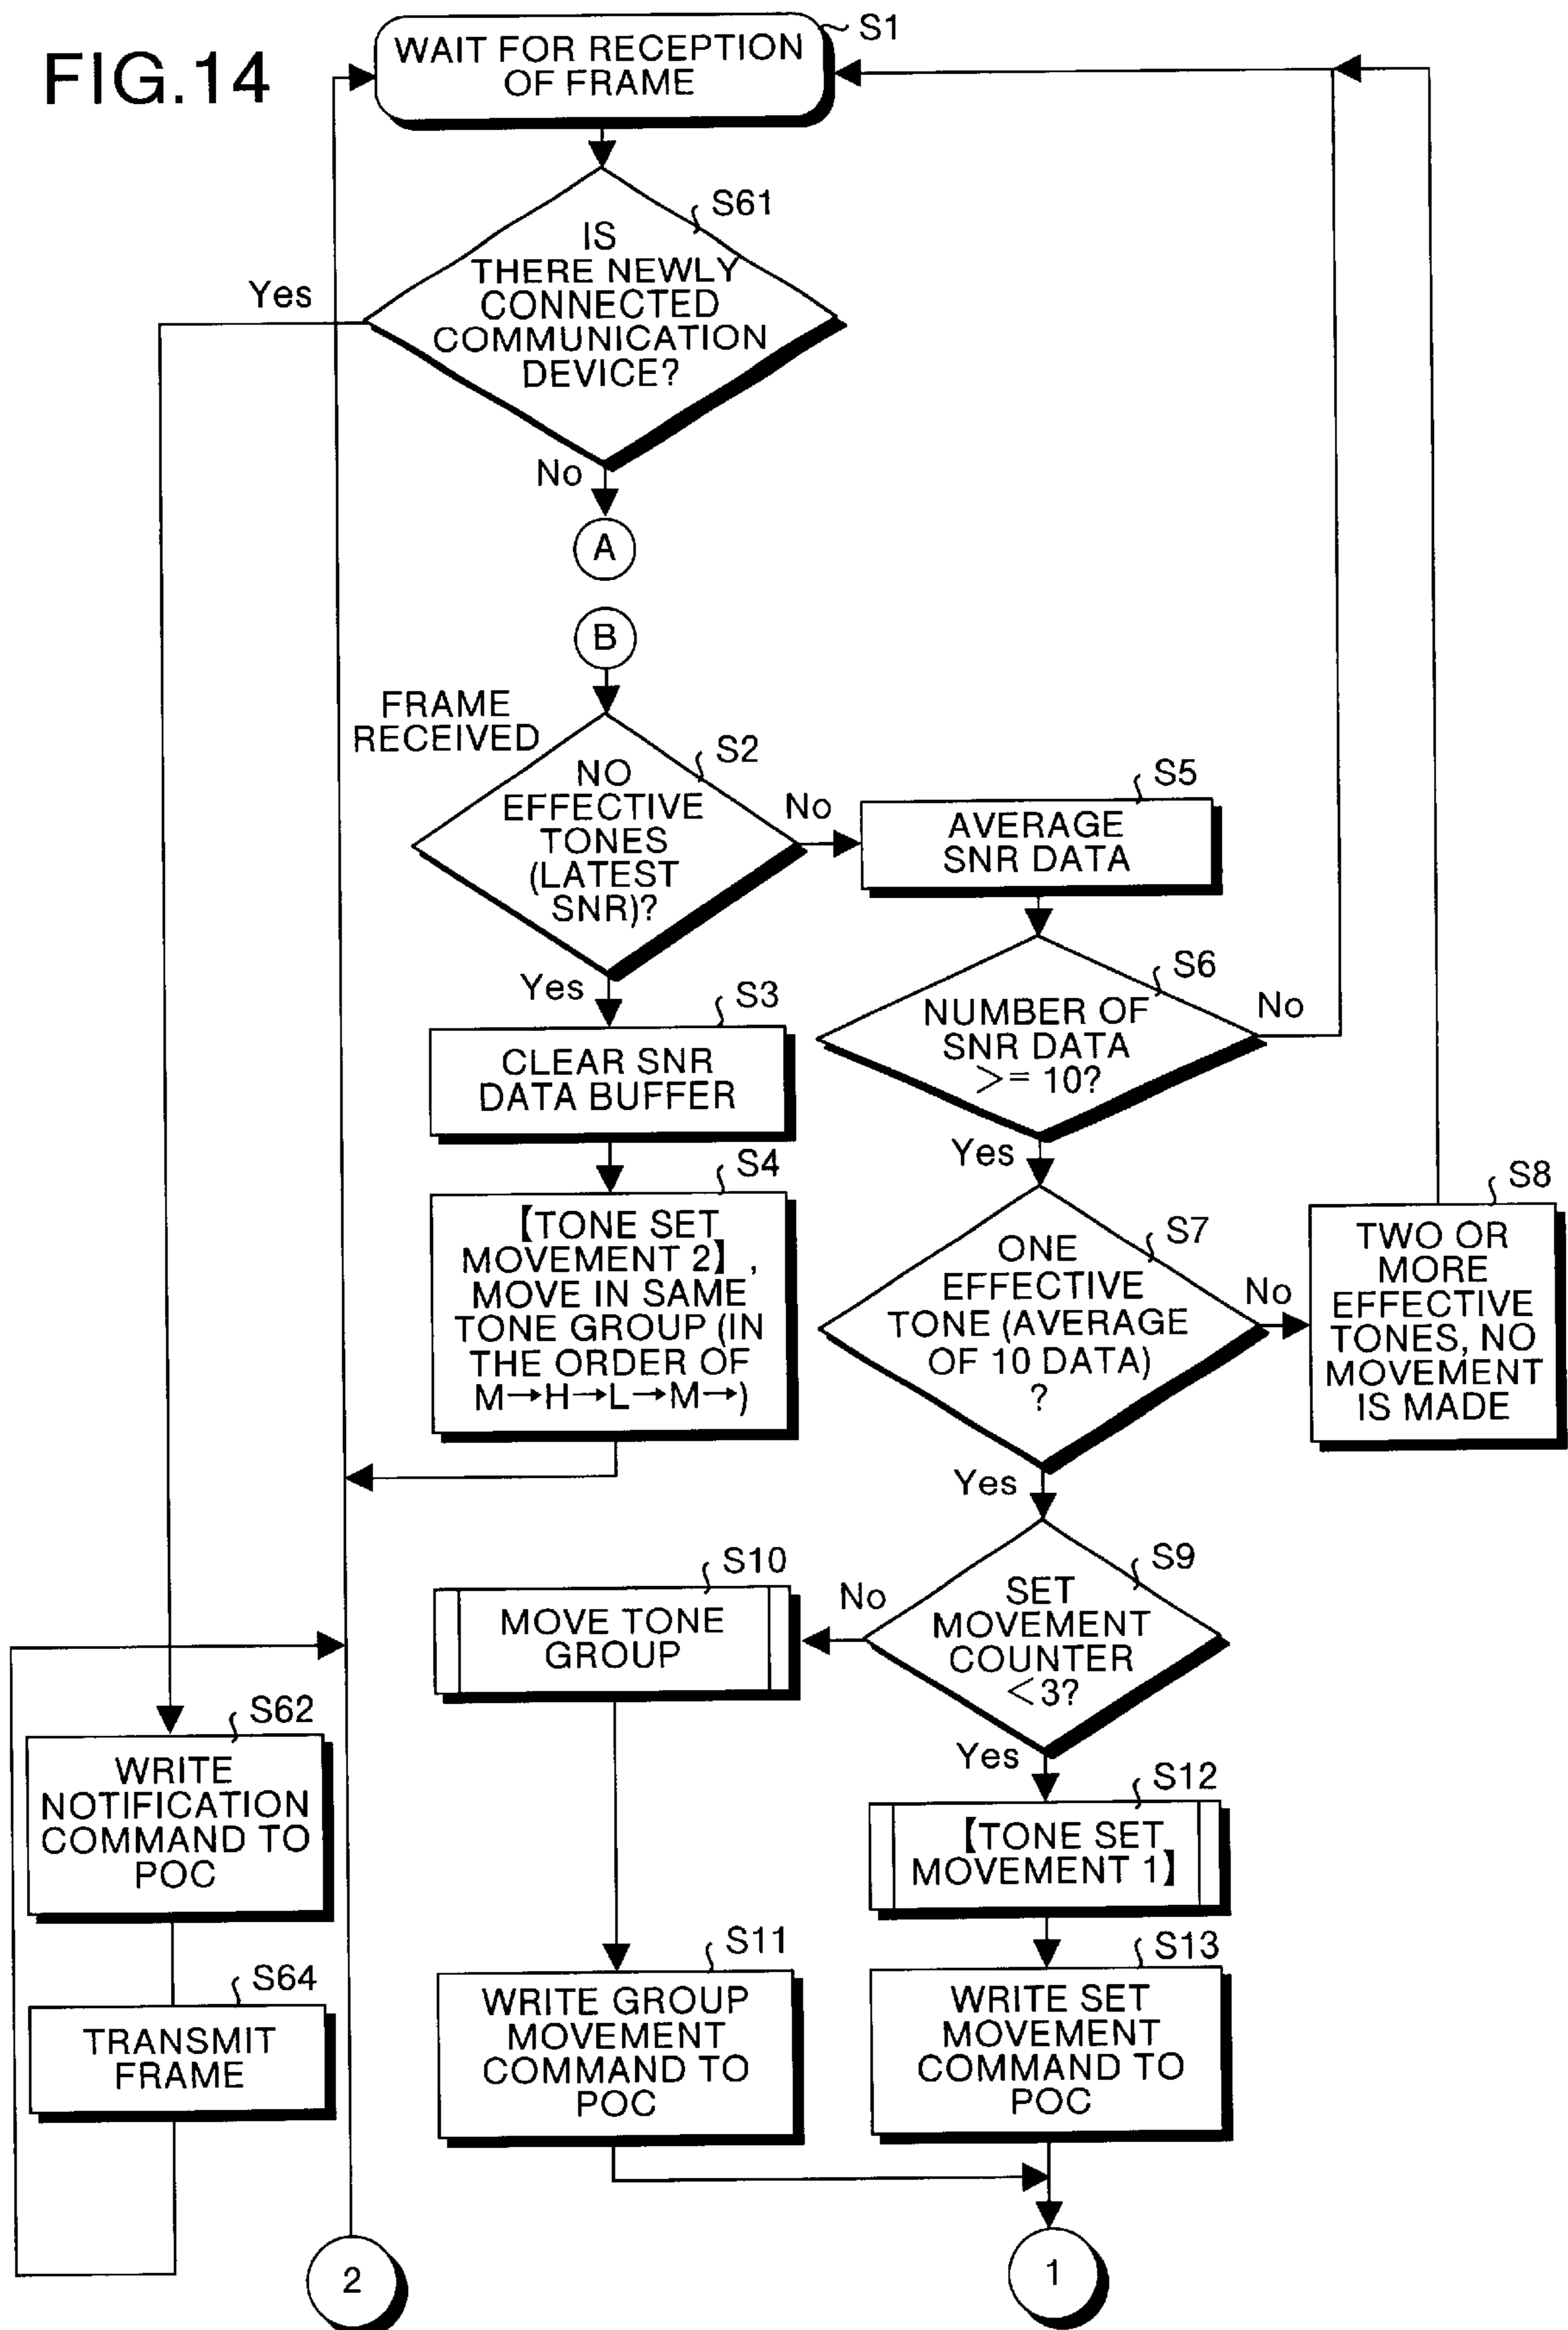 FIG.14
S1
WAIT FOR RECEPTION
OF FRAME
S61
IS
THERE NEWLY
CONNECTED
COMMUNICATION
DEVICE?
Yes
No
A
B
FRAME
RECEIVED
S2
NO
EFFECTIVE
TONES
(LATEST
SNR)?
No
Yes
S5
AVERAGE
SNR DATA
S6
NUMBER OF
SNR DATA
>= 10?
No
Yes
S3
CLEAR SNR
DATA BUFFER
S4
【TONE SET
MOVEMENT 2】,
MOVE IN SAME
TONE GROUP (IN
THE ORDER OF
M→H→L→M→)
S7
ONE
EFFECTIVE
TONE (AVERAGE
OF 10 DATA)
?
No
Yes
S8
TWO OR
MORE
EFFECTIVE
TONES, NO
MOVEMENT
IS MADE
S9
SET
MOVEMENT
COUNTER
<3?
No
Yes
S10
MOVE TONE
GROUP
S62
WRITE
NOTIFICATION
COMMAND TO
POC
S12
【TONE SET
MOVEMENT 1】
S64
TRANSMIT
FRAME
S11
WRITE GROUP
MOVEMENT
COMMAND TO
POC
S13
WRITE SET
MOVEMENT
COMMAND TO
POC
2
1